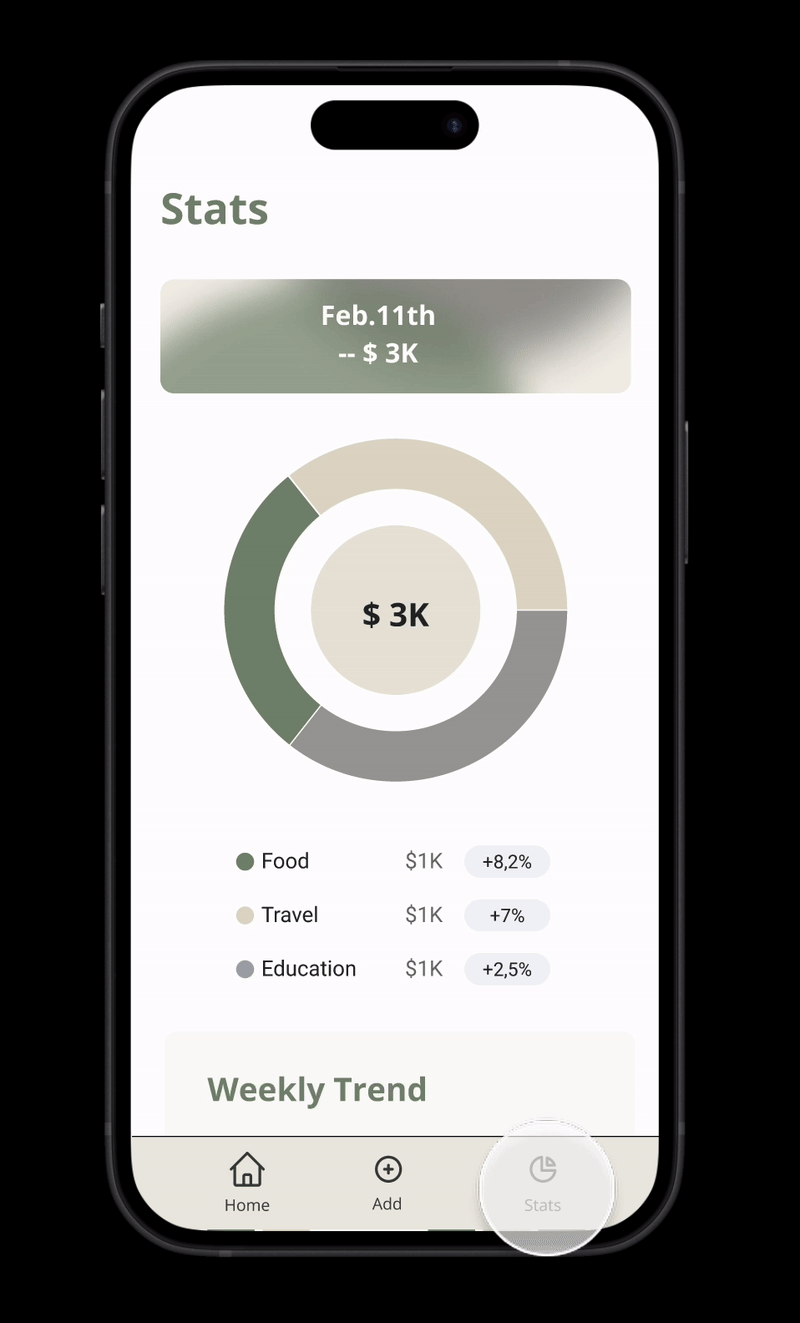 Stats
Feb.11th
-- $ 3K
$ 3K
Food $1K +8,2%
Travel $1K +7%
Education $1K +2,5%
Weekly Trend
Home Add Stats